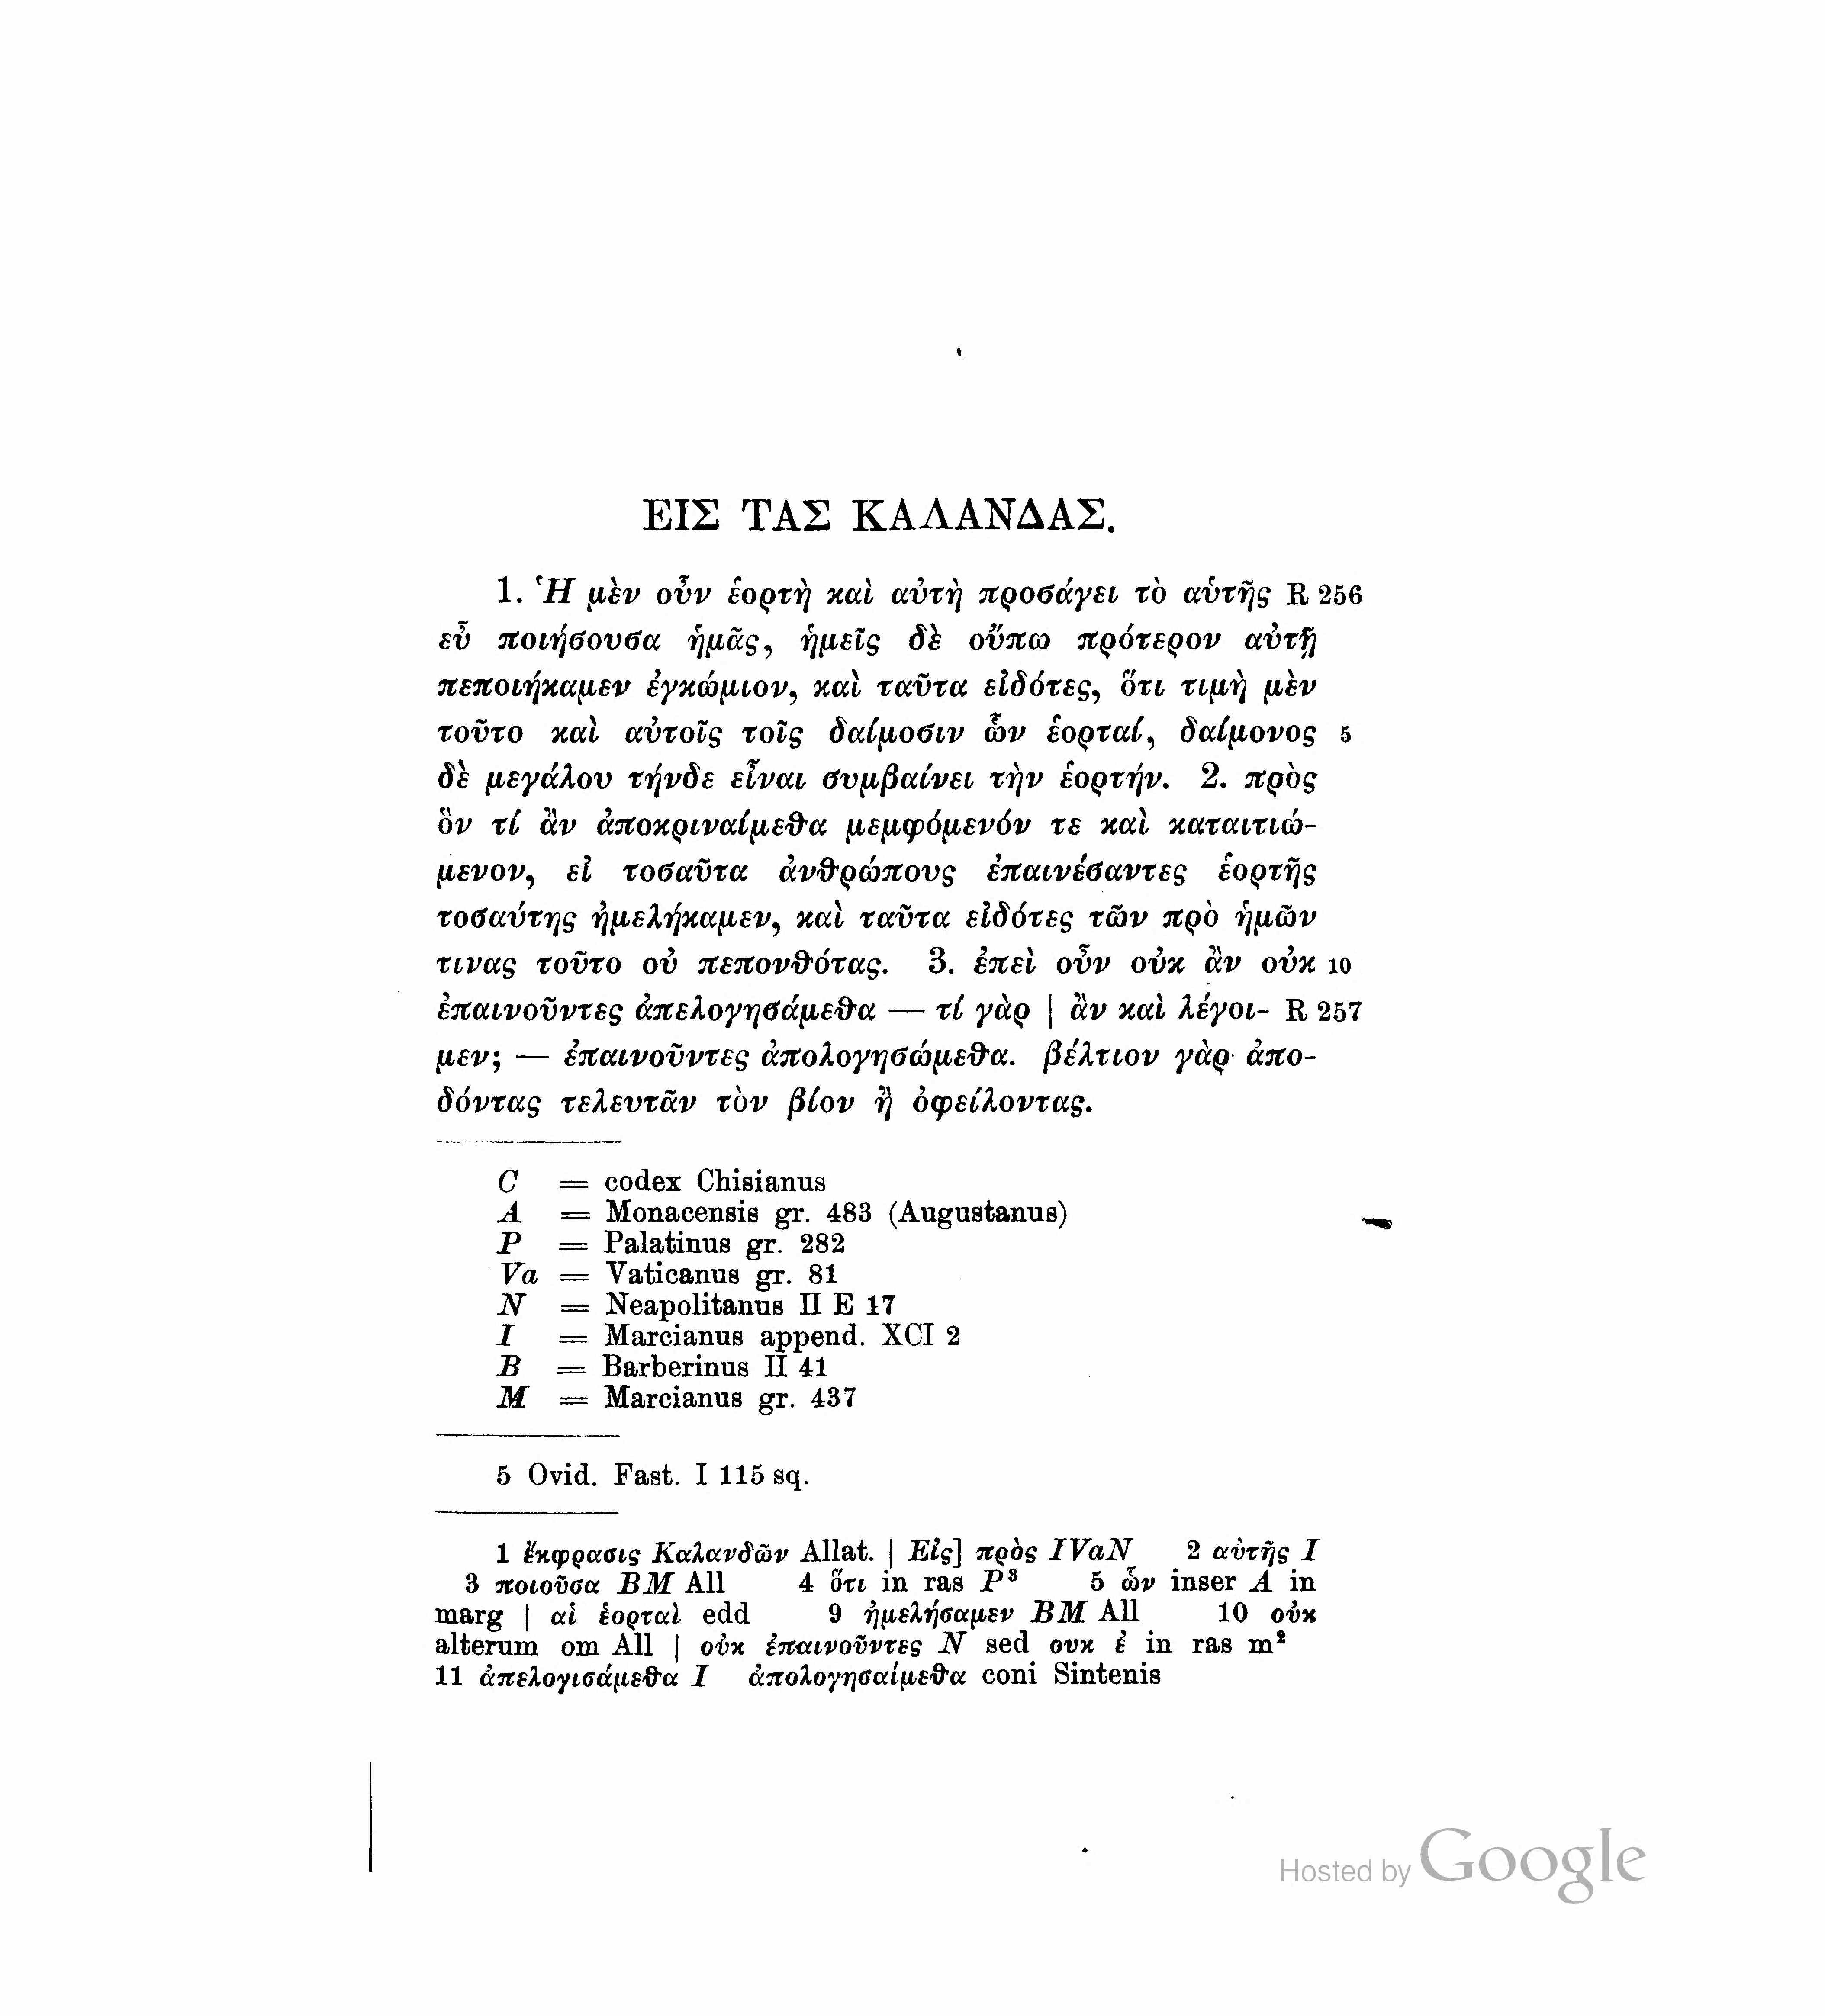 ΕΙΣ ΤΑΣ ΚΑΛΑΝΔΑΣ.
1. Ἡ μὲν οὖν ἑορτὴ καὶ αὐτὴ προσάγει τὸ αὑτῆς R 256
εὖ ποιήσουσα ἡμᾶς, ἡμεῖς δὲ οὔπω πρότερον αὐτῇ
πεποιήκαμεν ἐγκώμιον, καὶ ταῦτα εἰδότες, ὅτι τιμὴ μὲν
τοῦτο καὶ αὐτοῖς τοῖς δαίμοσιν ὧν ἑορταί, δαίμονος 5
δὲ μεγάλου τήνδε εἶναι συμβαίνει τὴν ἑορτήν. 2. πρὸς
ὃν τί ἂν ἀποκριναίμεθα μεμφόμενόν τε καὶ καταιτιώ-
μενον, εἰ τοσαῦτα ἀνθρώπους ἐπαινέσαντες ἑορτῆς
τοσαύτης ἠμελήκαμεν, καὶ ταῦτα εἰδότες τῶν πρὸ ἡμῶν
τινας τοῦτο οὐ πεπονθότας. 3. ἐπεὶ οὖν οὐκ ἂν οὐκ 10
ἐπαινοῦντες ἀπελογησάμεθα — τί γὰρ | ἂν καὶ λέγοι- R 257
μεν; — ἐπαινοῦντες ἀπολογησώμεθα. βέλτιον γὰρ ἀπο-
δόντας τελευτᾶν τὸν βίον ἢ ὀφείλοντας.
C = codex Chisianus
A = Monacensis gr. 483 (Augustanus)
P = Palatinus gr. 282
Va = Vaticanus gr. 81
N = Neapolitanus II E 17
I = Marcianus append. XCI 2
B = Barberinus II 41
M = Marcianus gr. 437
5 Ovid. Fast. I 115 sq.
1 ἔκφρασις Καλανδῶν Allat. | Εἰς] πρὸς IVaN 2 αὐτῆς I
3 ποιοῦσα BM All 4 ὅτι in ras P³ 5 ὧν inser A in
marg | αἱ ἑορταὶ edd 9 ἠμελήσαμεν BM All 10 οὐκ
alterum om All | οὐκ ἐπαινοῦντες N sed ουκ ἐ in ras m²
11 ἀπελογισάμεθα I ἀπολογησαίμεθα coni Sintenis
Hosted by Google